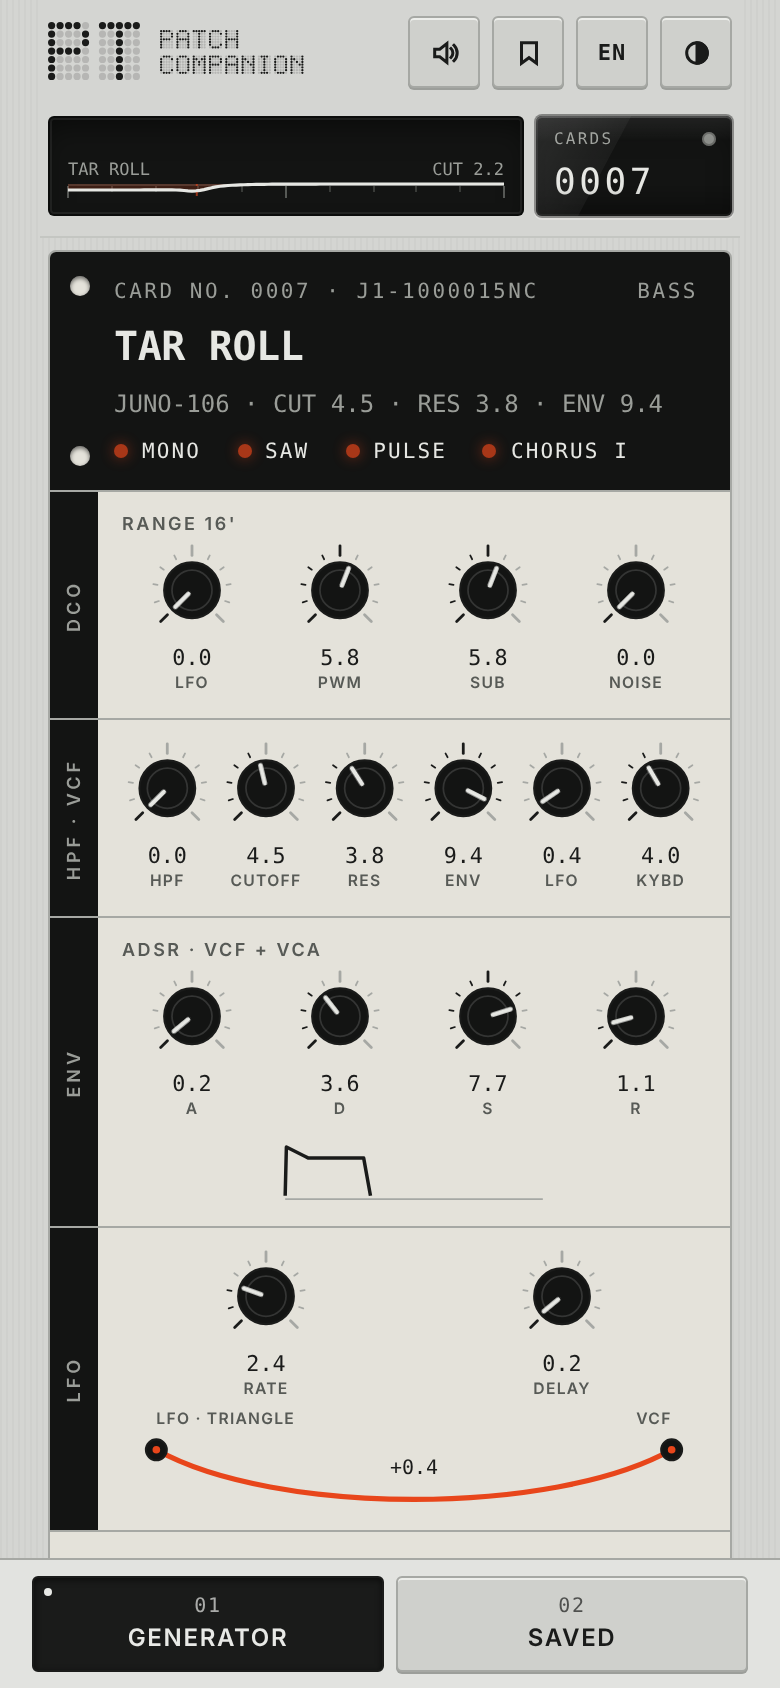 PT PATCH COMPANION
EN
TAR ROLL CUT 2.2
CARDS
0007
CARD NO. 0007 · J1-1000015NC BASS
TAR ROLL
JUNO-106 · CUT 4.5 · RES 3.8 · ENV 9.4
MONO SAW PULSE CHORUS I
DCO
RANGE 16'
0.0 5.8 5.8 0.0
LFO PWM SUB NOISE
HPF · VCF
0.0 4.5 3.8 9.4 0.4 4.0
HPF CUTOFF RES ENV LFO KYBD
ENV
ADSR · VCF + VCA
0.2 3.6 7.7 1.1
A D S R
LFO
2.4 0.2
RATE DELAY
LFO · TRIANGLE VCF
+0.4
01
GENERATOR
02
SAVED